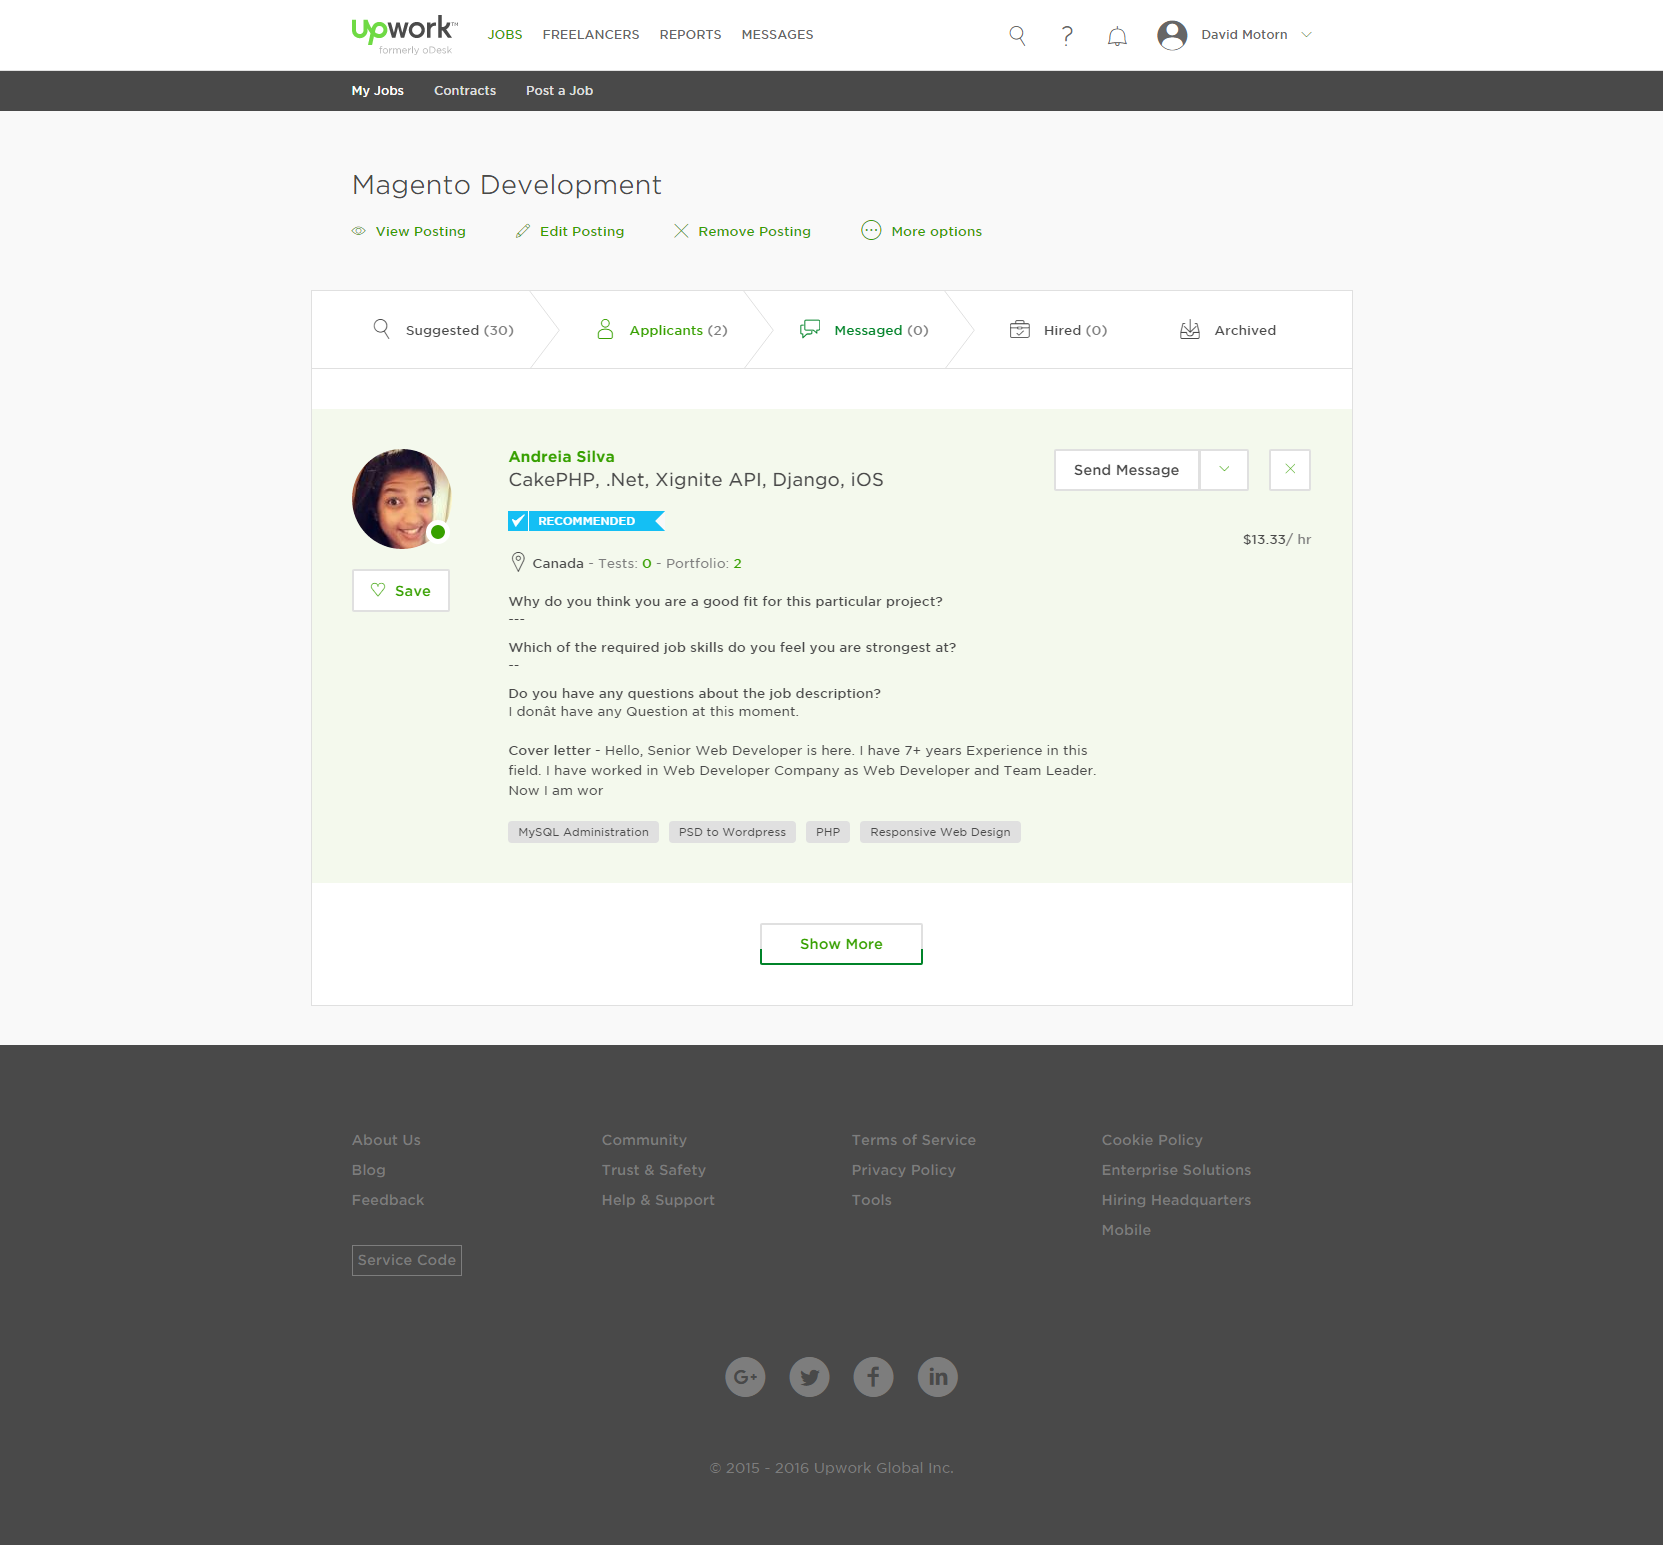 Upwork™
formerly oDesk
JOBS FREELANCERS REPORTS MESSAGES
? David Motorn
My Jobs Contracts Post a Job
Magento Development
View Posting Edit Posting Remove Posting More options
Suggested (30) Applicants (2) Messaged (0) Hired (0) Archived
Andreia Silva
CakePHP, .Net, Xignite API, Django, iOS
Send Message
RECOMMENDED
$13.33/ hr
Canada - Tests: 0 - Portfolio: 2
Save
Why do you think you are a good fit for this particular project?
---
Which of the required job skills do you feel you are strongest at?
--
Do you have any questions about the job description?
I donât have any Question at this moment.
Cover letter - Hello, Senior Web Developer is here. I have 7+ years Experience in this
field. I have worked in Web Developer Company as Web Developer and Team Leader.
Now I am wor
MySQL Administration PSD to Wordpress PHP Responsive Web Design
Show More
About Us Community Terms of Service Cookie Policy
Blog Trust & Safety Privacy Policy Enterprise Solutions
Feedback Help & Support Tools Hiring Headquarters
Mobile
Service Code
G+ f in
© 2015 - 2016 Upwork Global Inc.